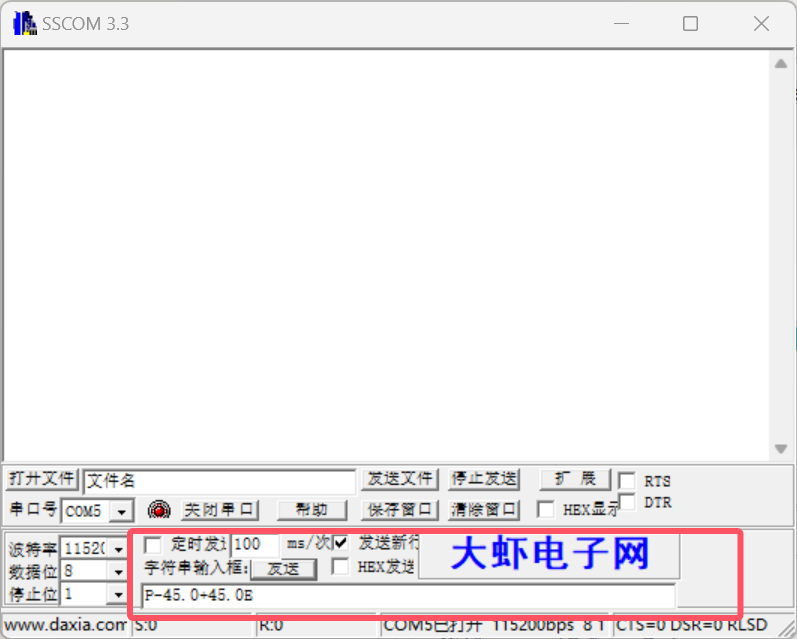 SSCOM 3.3
打开文件 文件名 发送文件 停止发送 扩 展 RTS
串口号 COM5 关闭串口 帮助 保存窗口 清除窗口 HEX显示 DTR
波特率 1152 定时发 100 ms/次 发送新行 大虾电子网
数据位 8 字符串输入框: 发送 HEX发送
停止位 1 P-45.0+45.0E
www.daxia.com S:0 R:0 COM5已打开 115200bps 8 1 CTS=0 DSR=0 RLSD